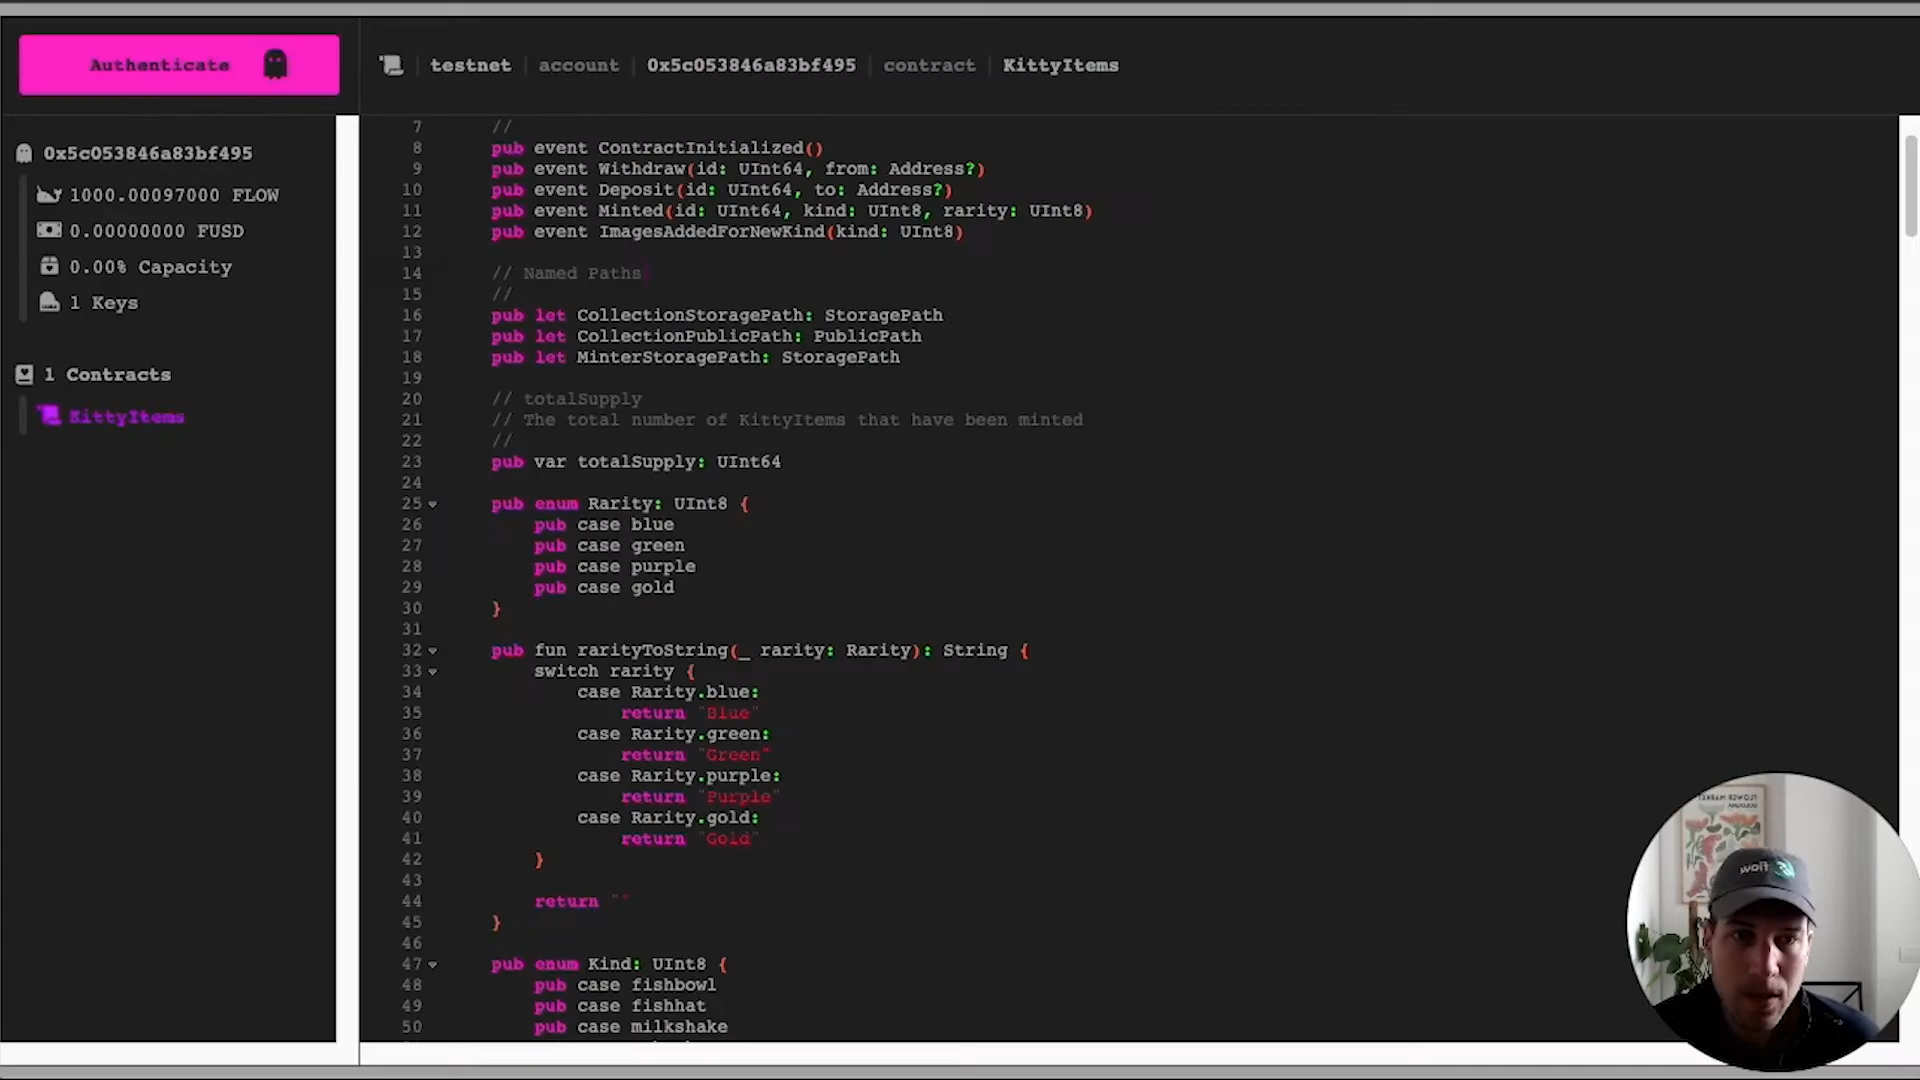 Authenticate
testnet account 0x5c053846a83bf495 contract KittyItems
0x5c053846a83bf495
1000.00097000 FLOW
0.00000000 FUSD
0.00% Capacity
1 Keys
1 Contracts
KittyItems
7 //
8 pub event ContractInitialized()
9 pub event Withdraw(id: UInt64, from: Address?)
10 pub event Deposit(id: UInt64, to: Address?)
11 pub event Minted(id: UInt64, kind: UInt8, rarity: UInt8)
12 pub event ImagesAddedForNewKind(kind: UInt8)
13
14 // Named Paths
15 //
16 pub let CollectionStoragePath: StoragePath
17 pub let CollectionPublicPath: PublicPath
18 pub let MinterStoragePath: StoragePath
19
20 // totalSupply
21 // The total number of KittyItems that have been minted
22 //
23 pub var totalSupply: UInt64
24
25 pub enum Rarity: UInt8 {
26 pub case blue
27 pub case green
28 pub case purple
29 pub case gold
30 }
31
32 pub fun rarityToString(_ rarity: Rarity): String {
33 switch rarity {
34 case Rarity.blue:
35 return "Blue"
36 case Rarity.green:
37 return "Green"
38 case Rarity.purple:
39 return "Purple"
40 case Rarity.gold:
41 return "Gold"
42 }
43
44 return ""
45 }
46
47 pub enum Kind: UInt8 {
48 pub case fishbowl
49 pub case fishhat
50 pub case milkshake
FLOWER MARKET
flow